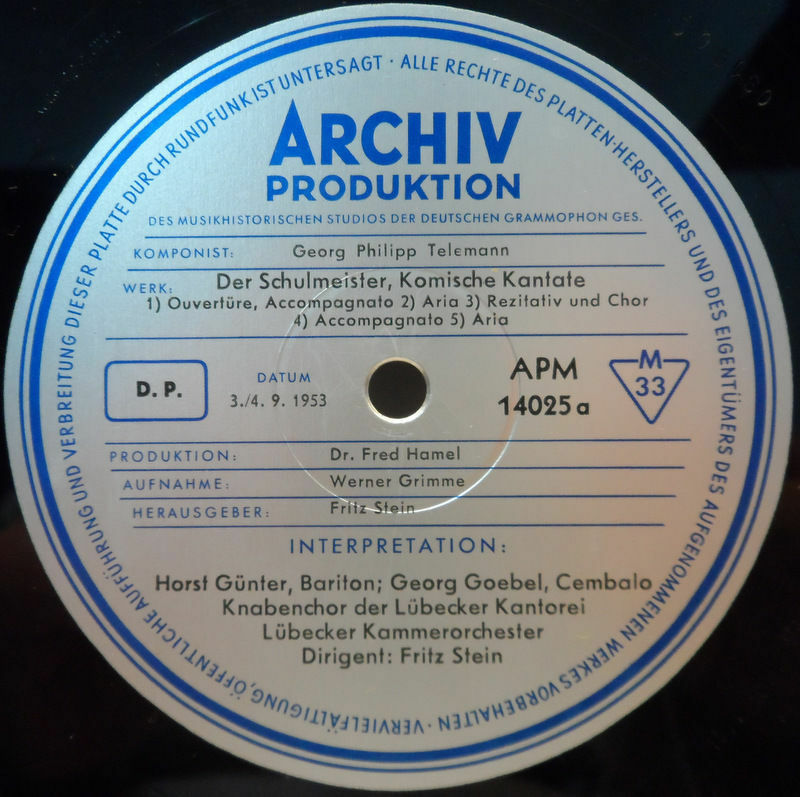 ALLE RECHTE DES PLATTEN-HERSTELLERS UND DES EIGENTÜMERS DES AUFGENOMMENEN WERKES VORBEHALTEN · VERVIELFÄLTIGUNG, ÖFFENTLICHE AUFFÜHRUNG UND VERBREITUNG DIESER PLATTE DURCH RUNDFUNK IST UNTERSAGT ·
ARCHIV
PRODUKTION
DES MUSIKHISTORISCHEN STUDIOS DER DEUTSCHEN GRAMMOPHON GES.
KOMPONIST: Georg Philipp Telemann
WERK: Der Schulmeister, Komische Kantate
1) Ouvertüre, Accompagnato 2) Aria 3) Rezitativ und Chor
4) Accompagnato 5) Aria
D. P.
DATUM
3./4. 9. 1953
APM
14025 a
M
33
PRODUKTION: Dr. Fred Hamel
AUFNAHME: Werner Grimme
HERAUSGEBER: Fritz Stein
INTERPRETATION:
Horst Günter, Bariton; Georg Goebel, Cembalo
Knabenchor der Lübecker Kantorei
Lübecker Kammerorchester
Dirigent: Fritz Stein